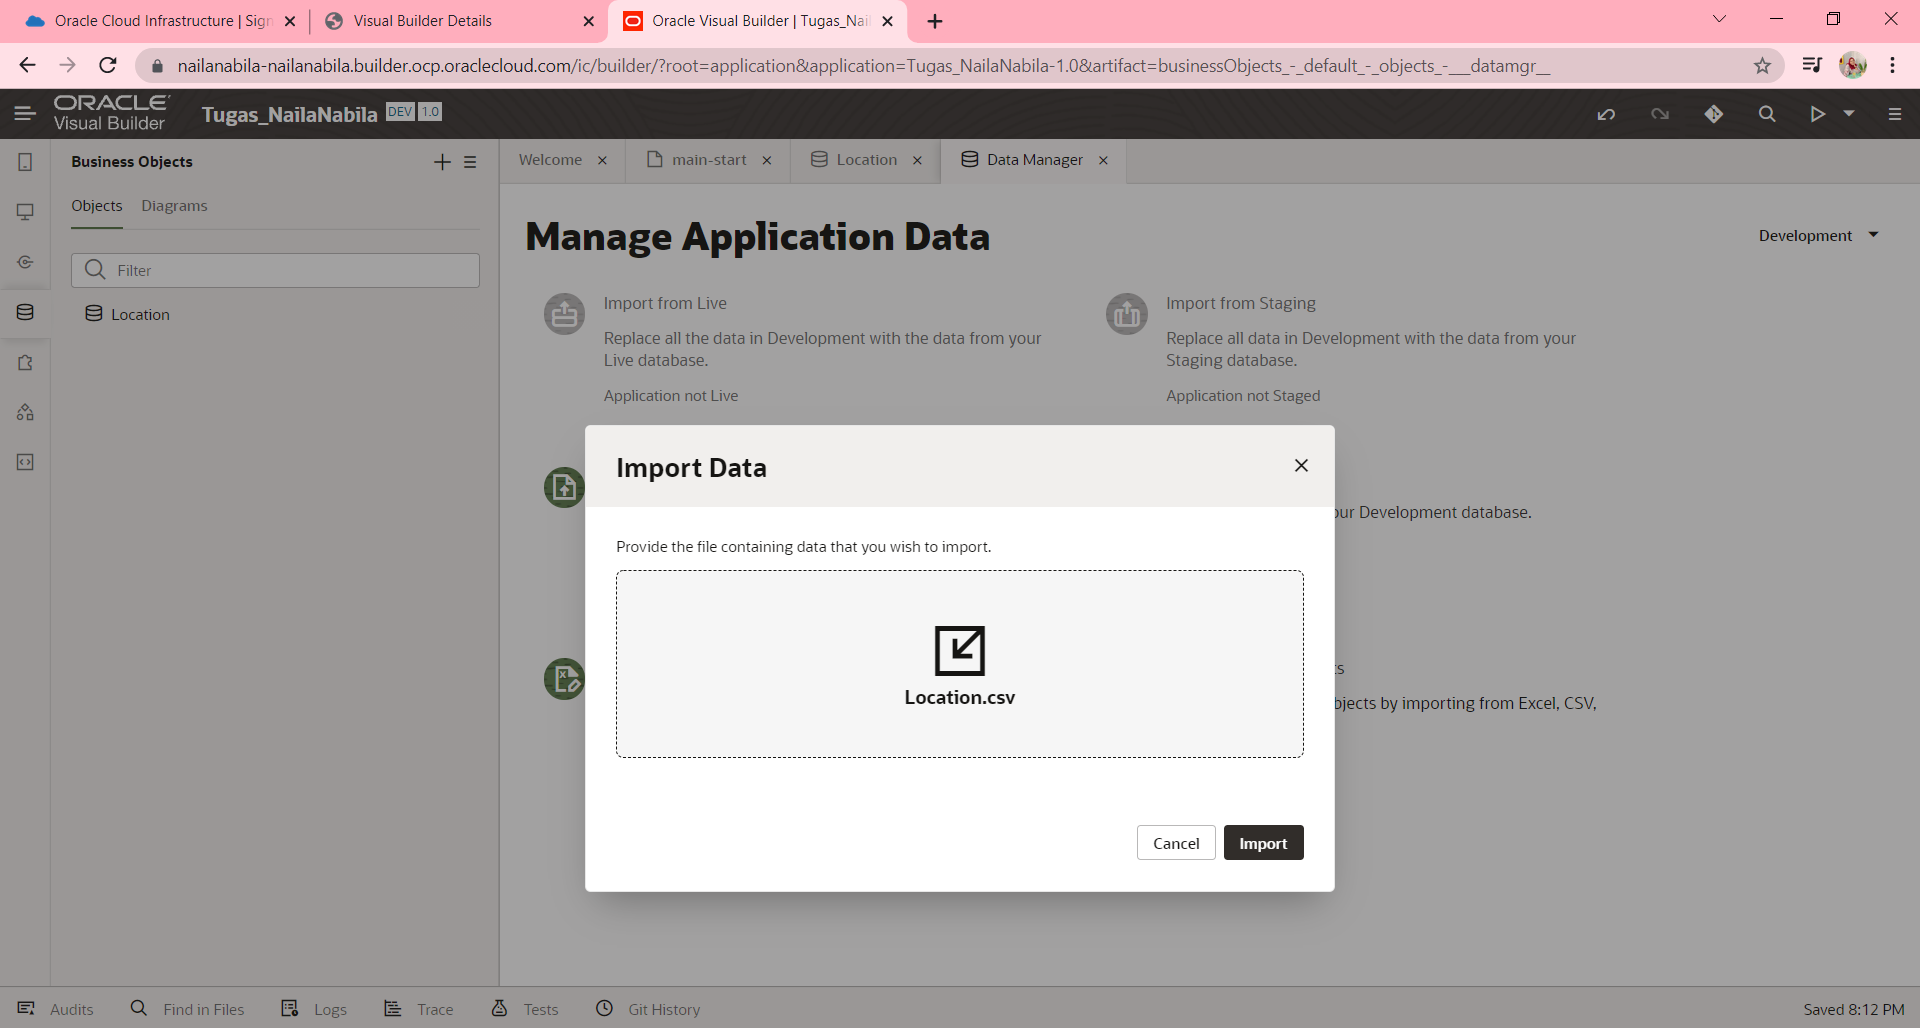 Oracle Cloud Infrastructure | Sign
Visual Builder Details
Oracle Visual Builder | Tugas_Nail
nailanabila-nailanabila.builder.ocp.oraclecloud.com/ic/builder/?root=application&application=Tugas_NailaNabila-1.0&artifact=businessObjects_-_default_-_objects_-___datamgr__
ORACLE
Visual Builder
Tugas_NailaNabila DEV 1.0
Business Objects
Welcome
main-start
Location
Data Manager
Objects
Diagrams
Filter
Location
Manage Application Data
Development
Import from Live
Replace all the data in Development with the data from your
Live database.
Application not Live
Import from Staging
Replace all data in Development with the data from your
Staging database.
Application not Staged
Import Data
our Development database.
Provide the file containing data that you wish to import.
Location.csv
ts
bjects by importing from Excel, CSV,
Cancel
Import
Audits
Find in Files
Logs
Trace
Tests
Git History
Saved 8:12 PM